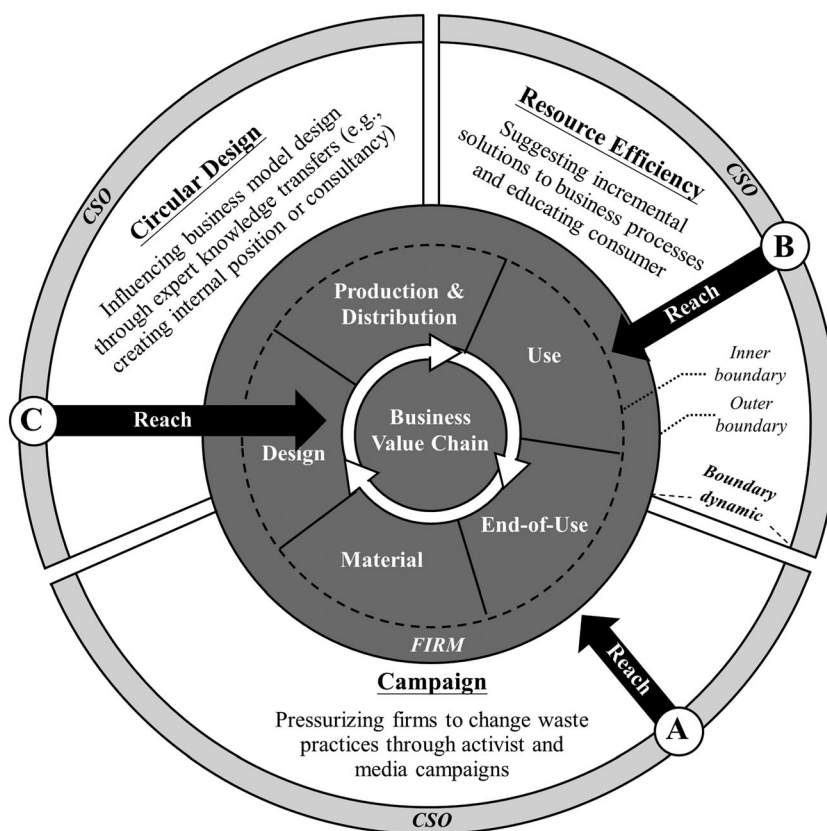 CSO
Circular Design
Influencing business model design
through expert knowledge transfers (e.g.,
creating internal position or consultancy)
Resource Efficiency
Suggesting incremental
solutions to business processes
and educating consumer
CSO
B
Reach
Production &
Distribution
Use
Inner
boundary
Outer
boundary
Boundary
dynamic
C
Reach
Business
Value Chain
Design
End-of-Use
Material
FIRM
Campaign
Pressurizing firms to change waste
practices through activist and
media campaigns
Reach
A
CSO